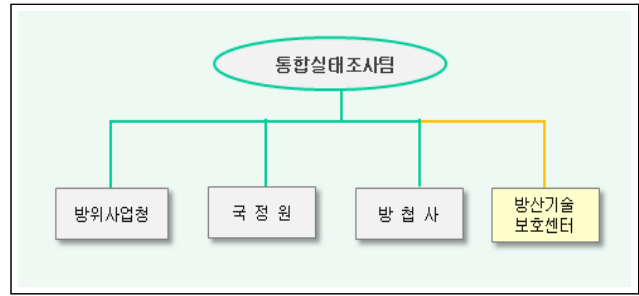 통합실태조사팀
방위사업청
국 정 원
방 첩 사
방산기술
보호센터